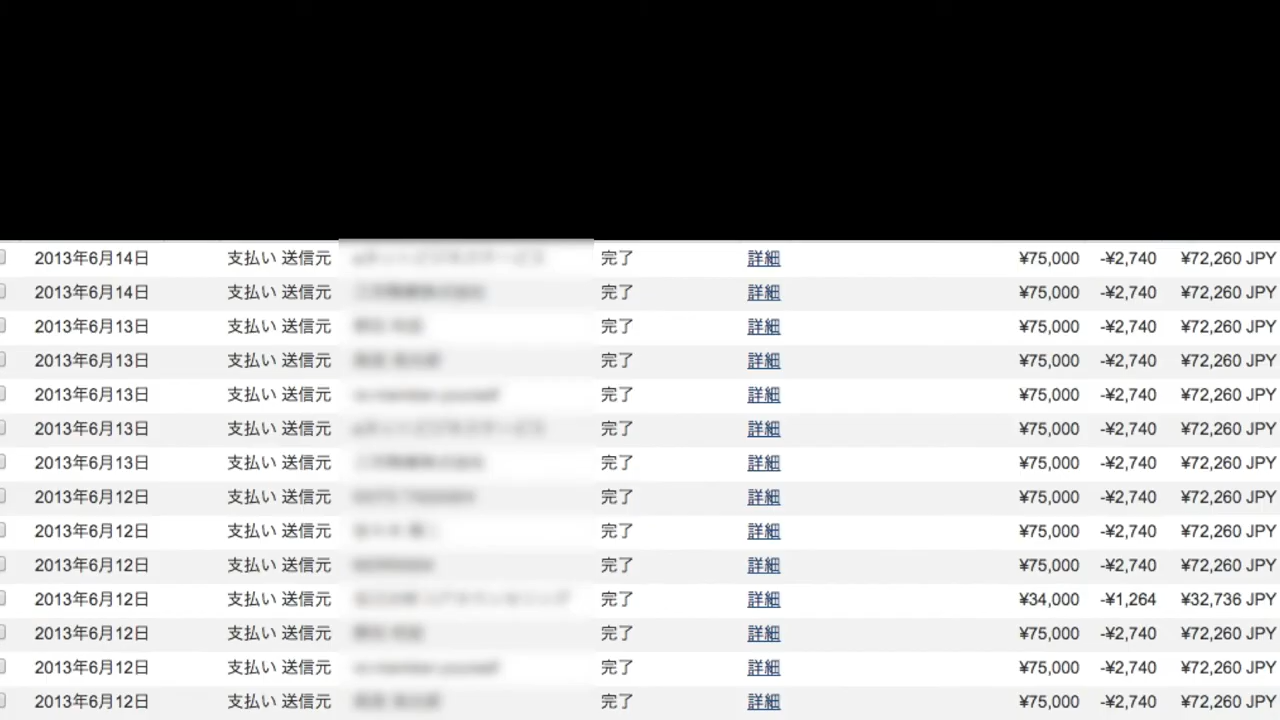 2013年6月14日 支払い 送信元 完了 詳細 ¥75,000 -¥2,740 ¥72,260 JPY
2013年6月14日 支払い 送信元 完了 詳細 ¥75,000 -¥2,740 ¥72,260 JPY
2013年6月13日 支払い 送信元 完了 詳細 ¥75,000 -¥2,740 ¥72,260 JPY
2013年6月13日 支払い 送信元 完了 詳細 ¥75,000 -¥2,740 ¥72,260 JPY
2013年6月13日 支払い 送信元 完了 詳細 ¥75,000 -¥2,740 ¥72,260 JPY
2013年6月13日 支払い 送信元 完了 詳細 ¥75,000 -¥2,740 ¥72,260 JPY
2013年6月13日 支払い 送信元 完了 詳細 ¥75,000 -¥2,740 ¥72,260 JPY
2013年6月12日 支払い 送信元 完了 詳細 ¥75,000 -¥2,740 ¥72,260 JPY
2013年6月12日 支払い 送信元 完了 詳細 ¥75,000 -¥2,740 ¥72,260 JPY
2013年6月12日 支払い 送信元 完了 詳細 ¥75,000 -¥2,740 ¥72,260 JPY
2013年6月12日 支払い 送信元 完了 詳細 ¥34,000 -¥1,264 ¥32,736 JPY
2013年6月12日 支払い 送信元 完了 詳細 ¥75,000 -¥2,740 ¥72,260 JPY
2013年6月12日 支払い 送信元 完了 詳細 ¥75,000 -¥2,740 ¥72,260 JPY
2013年6月12日 支払い 送信元 完了 詳細 ¥75,000 -¥2,740 ¥72,260 JPY